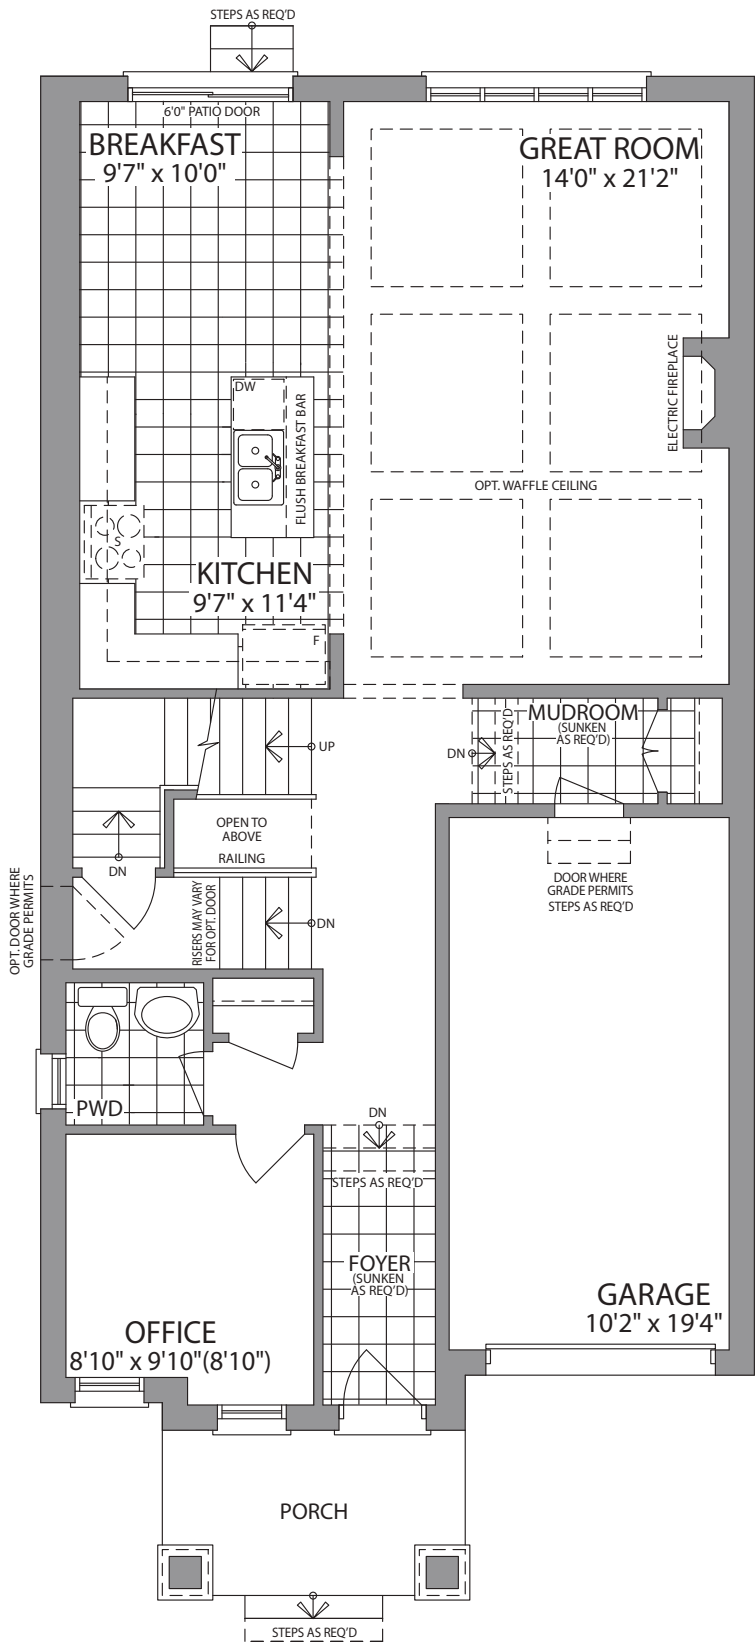 STEPS AS REQ'D
6'0" PATIO DOOR
BREAKFAST
9'7" x 10'0"
GREAT ROOM
14'0" x 21'2"
ELECTRIC FIREPLACE
DW
FLUSH BREAKFAST BAR
OPT. WAFFLE CEILING
S
KITCHEN
9'7" x 11'4"
F
MUDROOM
(SUNKEN
AS REQ'D)
STEPS AS REQ'D
DN
UP
OPEN TO
ABOVE
RAILING
DN
DOOR WHERE
GRADE PERMITS
STEPS AS REQ'D
OPT. DOOR WHERE
GRADE PERMITS
RISERS MAY VARY
FOR OPT. DOOR
DN
PWD
DN
STEPS AS REQ'D
FOYER
(SUNKEN
AS REQ'D)
GARAGE
10'2" x 19'4"
OFFICE
8'10" x 9'10"(8'10")
PORCH
STEPS AS REQ'D